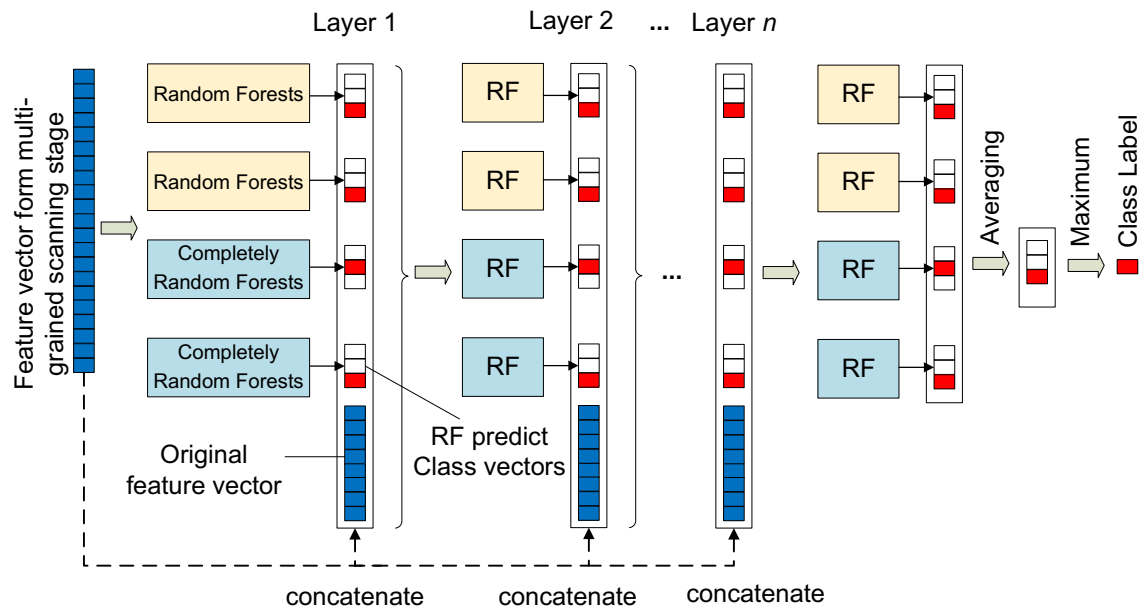 Layer 1
Layer 2
...
Layer n
Feature vector form multi-
grained scanning stage
Random Forests
Random Forests
Completely
Random Forests
Completely
Random Forests
RF
RF
RF
RF
...
RF
RF
RF
RF
Averaging
Maximum
Class Label
Original
feature vector
RF predict
Class vectors
concatenate
concatenate
concatenate